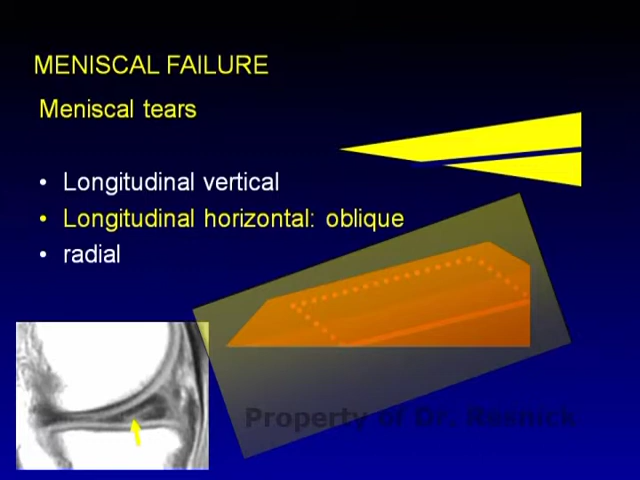 MENISCAL FAILURE
Meniscal tears
• Longitudinal vertical
• Longitudinal horizontal: oblique
• radial
Property of Dr. Resnick